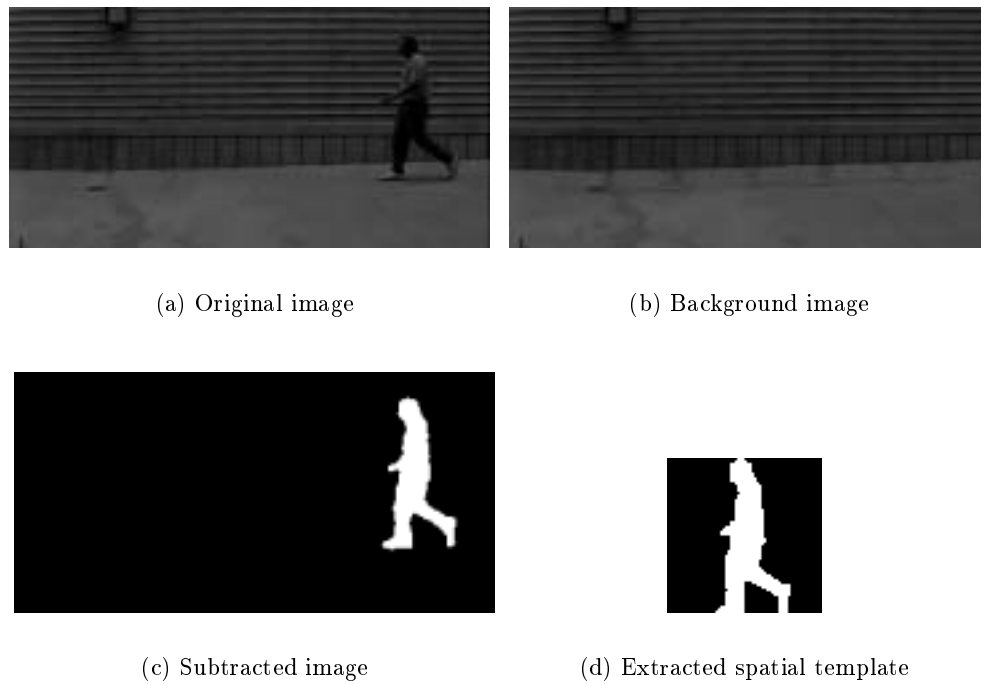 (a) Original image
(b) Background image
(c) Subtracted image
(d) Extracted spatial template